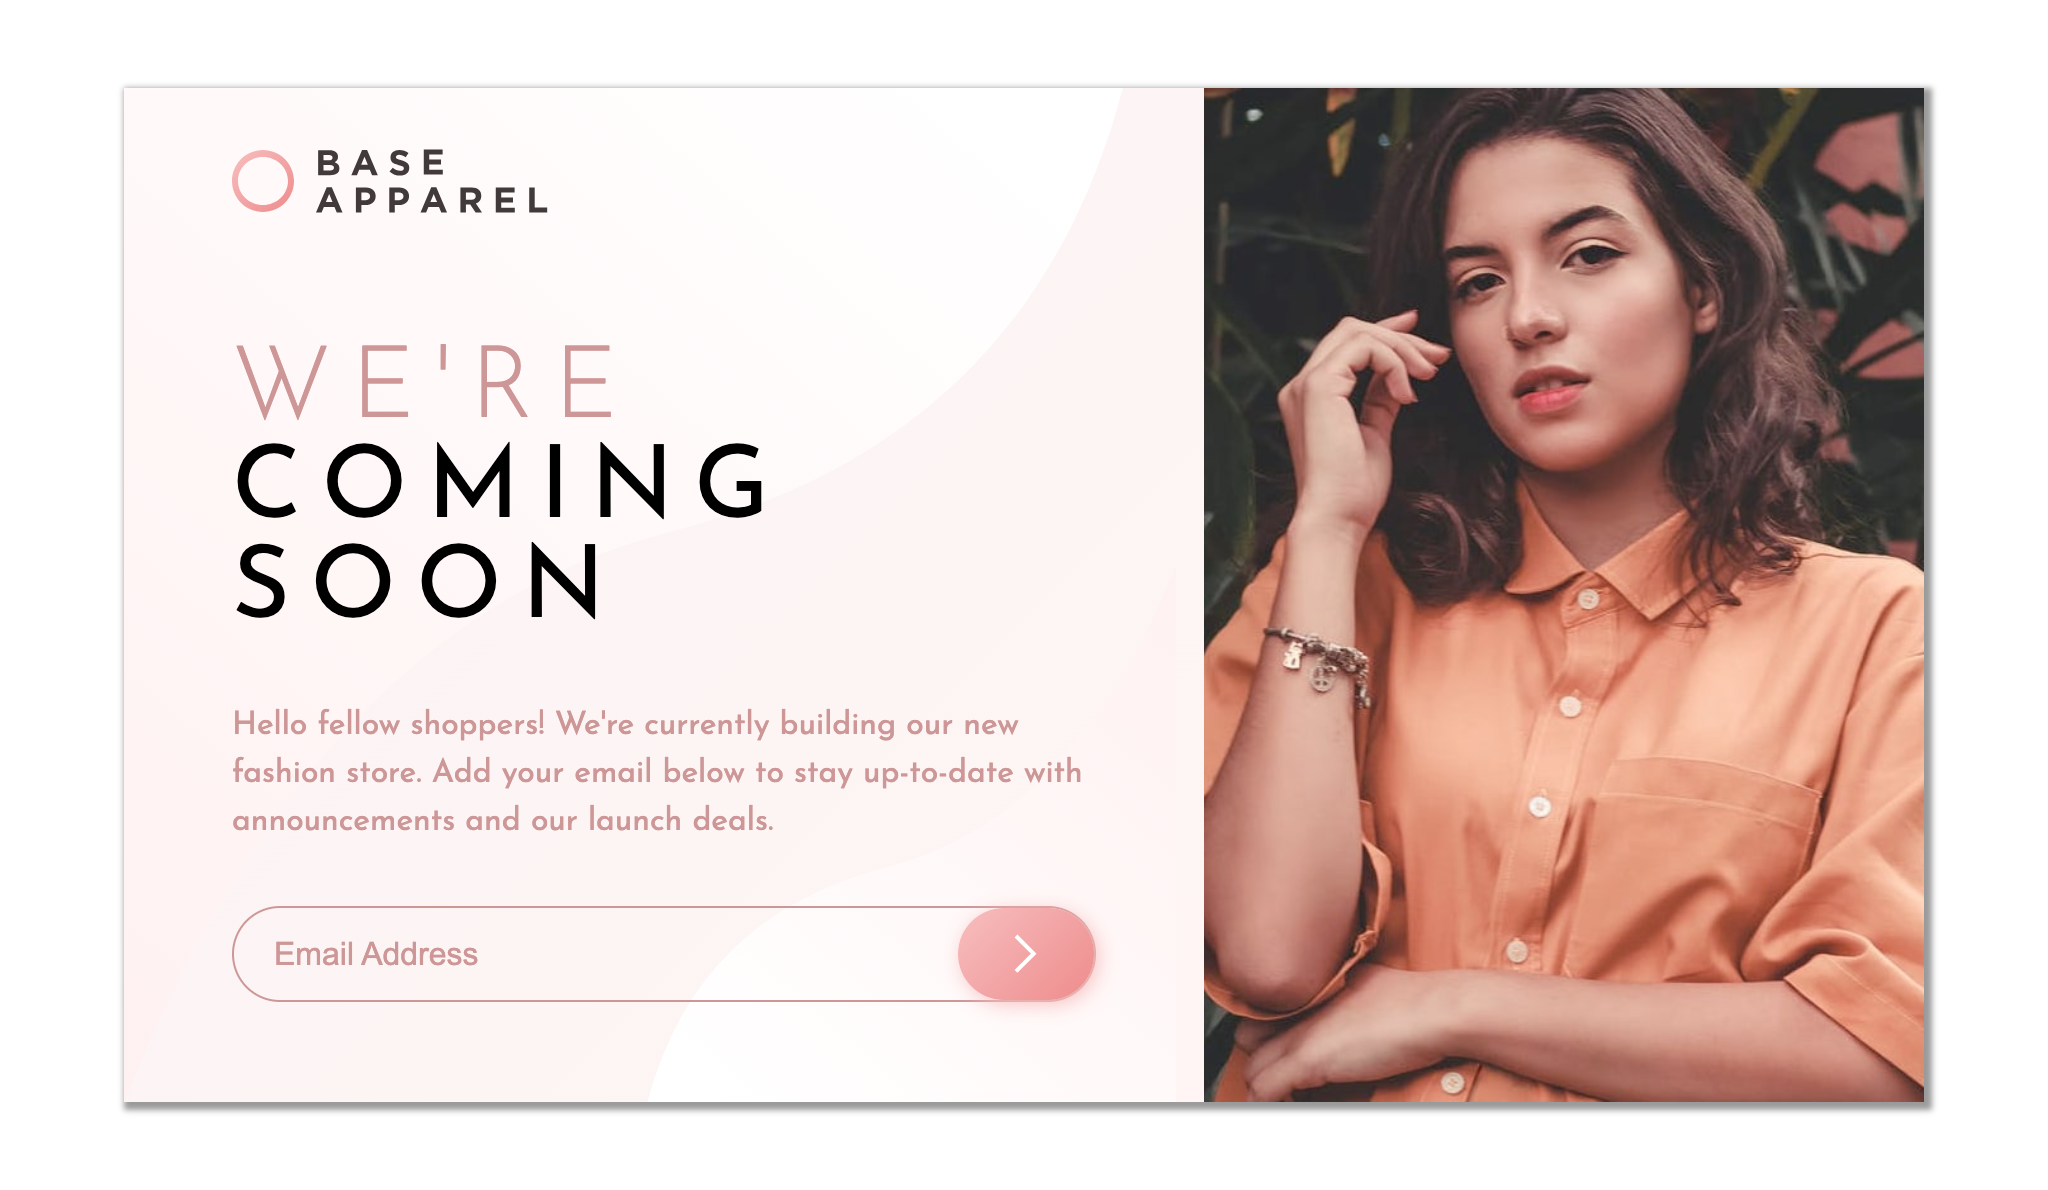 BASE
APPAREL
WE'RE
COMING
SOON
Hello fellow shoppers! We're currently building our new
fashion store. Add your email below to stay up-to-date with
announcements and our launch deals.
Email Address